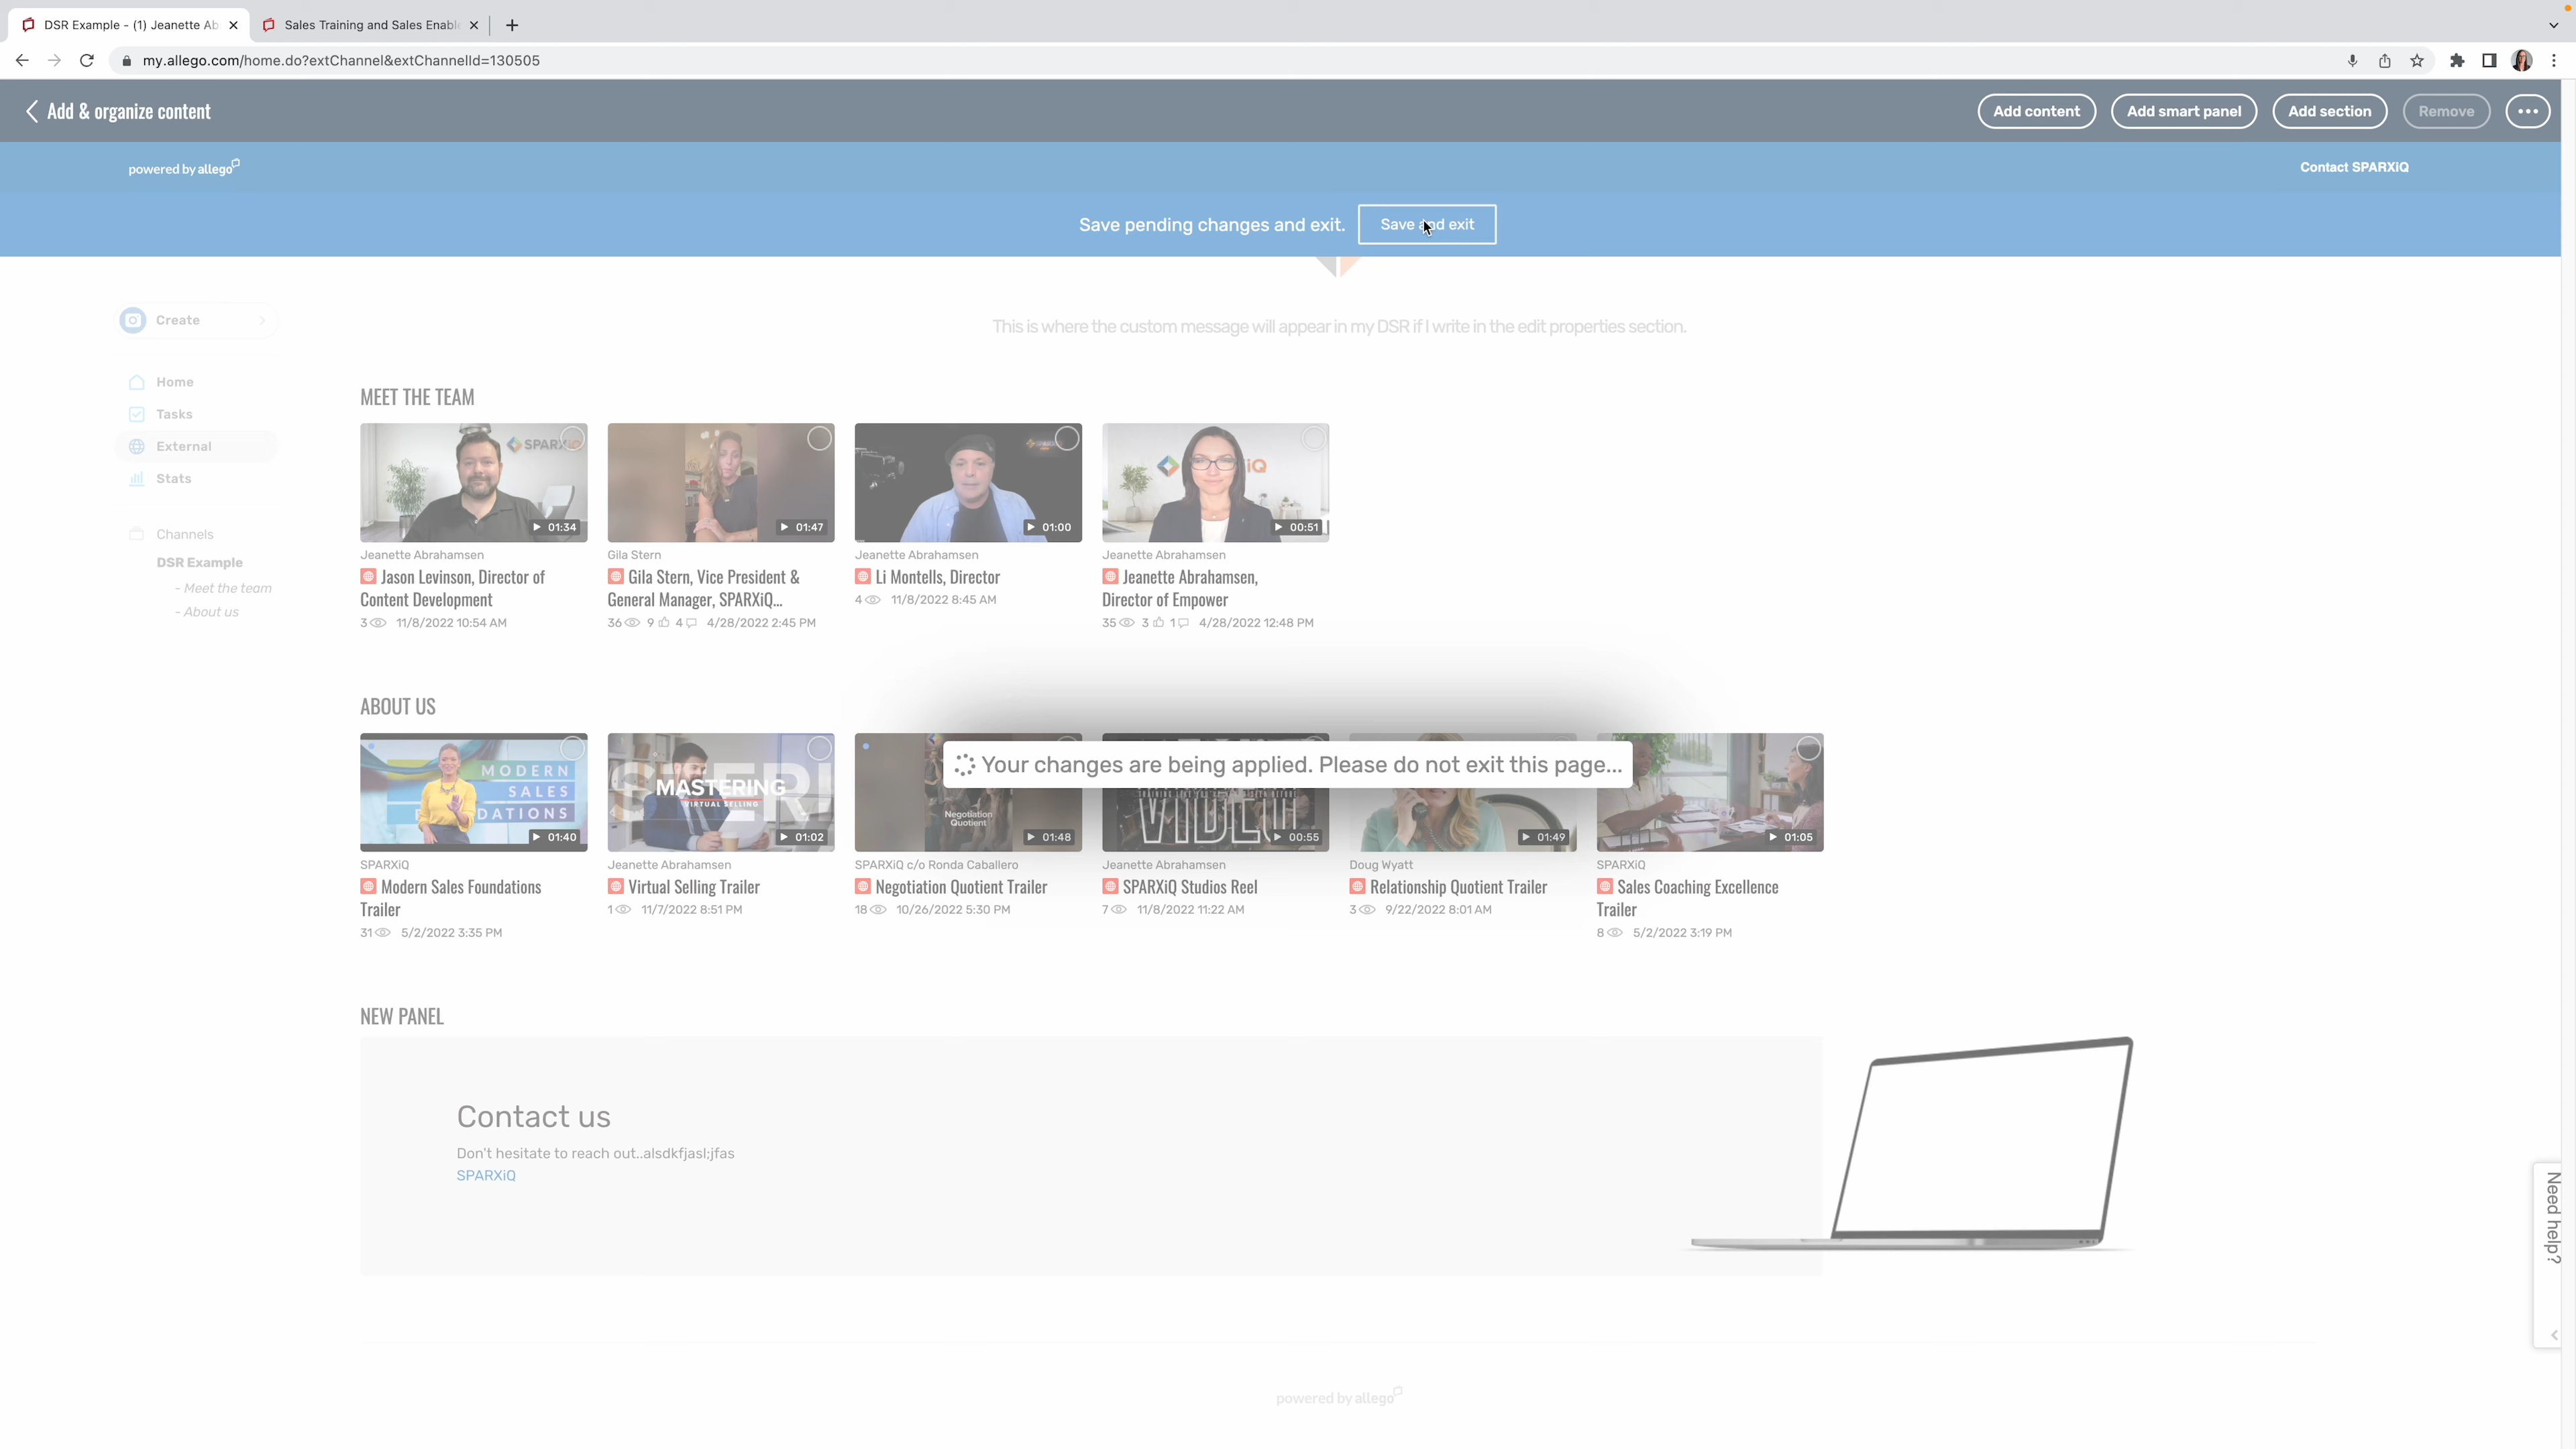 DSR Example - (1) Jeanette Ab
Sales Training and Sales Enabl
my.allego.com/home.do?extChannel&extChannelId=130505
Add & organize content
Add content
Add smart panel
Add section
Remove
powered by allego
Contact SPARXiQ
Save pending changes and exit.
Save and exit
Create
This is where the custom message will appear in my DSR if I write in the edit properties section.
Home
Tasks
External
Stats
Channels
DSR Example
- Meet the team
- About us
MEET THE TEAM
SPARXiQ
iQ
01:34
01:47
01:00
00:51
Jeanette Abrahamsen
Gila Stern
Jeanette Abrahamsen
Jeanette Abrahamsen
Jason Levinson, Director of
Content Development
Gila Stern, Vice President &
General Manager, SPARXiQ...
Li Montells, Director
Jeanette Abrahamsen,
Director of Empower
3 11/8/2022 10:54 AM
36 9 4 4/28/2022 2:45 PM
4 11/8/2022 8:45 AM
35 3 1 4/28/2022 12:48 PM
ABOUT US
Your changes are being applied. Please do not exit this page...
MODERN
SALES
DATIONS
MASTERING
VIRTUAL SELLING
Negotiation
Quotient
VIDEO
01:40
01:02
01:48
00:55
01:49
01:05
SPARXiQ
Jeanette Abrahamsen
SPARXiQ c/o Ronda Caballero
Jeanette Abrahamsen
Doug Wyatt
SPARXiQ
Modern Sales Foundations
Trailer
Virtual Selling Trailer
Negotiation Quotient Trailer
SPARXiQ Studios Reel
Relationship Quotient Trailer
Sales Coaching Excellence
Trailer
31 5/2/2022 3:35 PM
1 11/7/2022 8:51 PM
18 10/26/2022 5:30 PM
7 11/8/2022 11:22 AM
3 9/22/2022 8:01 AM
8 5/2/2022 3:19 PM
NEW PANEL
Contact us
Don't hesitate to reach out..alsdkfjasl;jfas
SPARXiQ
Need help?
powered by allego